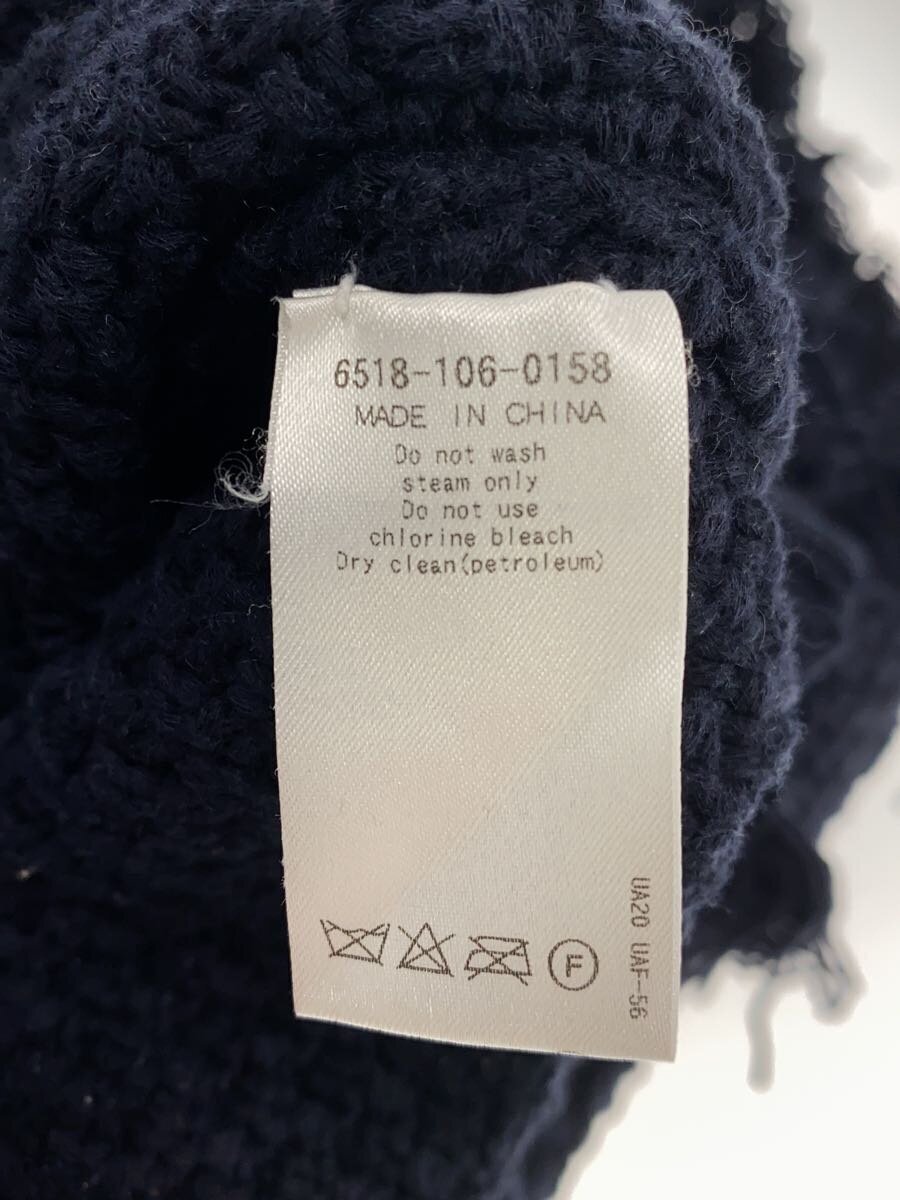 6518-106-0158
MADE IN CHINA
Do not wash
steam only
Do not use
chlorine bleach
Dry clean(petroleum)
F
UA20 UAF-56